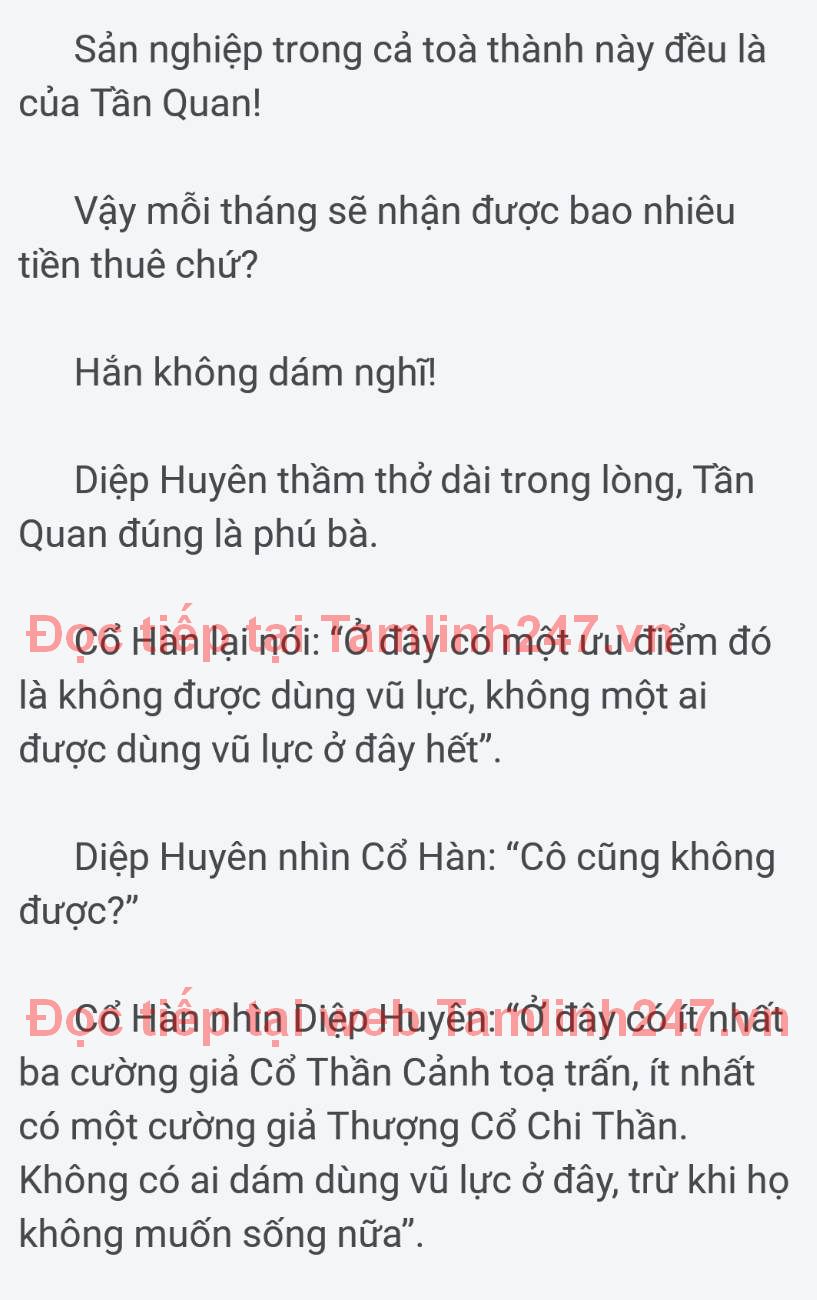 Sản nghiệp trong cả toà thành này đều là
của Tần Quan!
Vậy mỗi tháng sẽ nhận được bao nhiêu
tiền thuê chứ?
Hắn không dám nghĩ!
Diệp Huyên thầm thở dài trong lòng, Tần
Quan đúng là phú bà.
Đọc tiếp tại Tamlinh247.vn
Cổ Hàn lại nói: “Ở đây có một ưu điểm đó
là không được dùng vũ lực, không một ai
được dùng vũ lực ở đây hết”.
Diệp Huyên nhìn Cổ Hàn: “Cô cũng không
được?”
Đọc tiếp tại web Tamlinh247.vn
Cổ Hàn nhìn Diệp Huyên: “Ở đây có ít nhất
ba cường giả Cổ Thần Cảnh toạ trấn, ít nhất
có một cường giả Thượng Cổ Chi Thần.
Không có ai dám dùng vũ lực ở đây, trừ khi họ
không muốn sống nữa”.